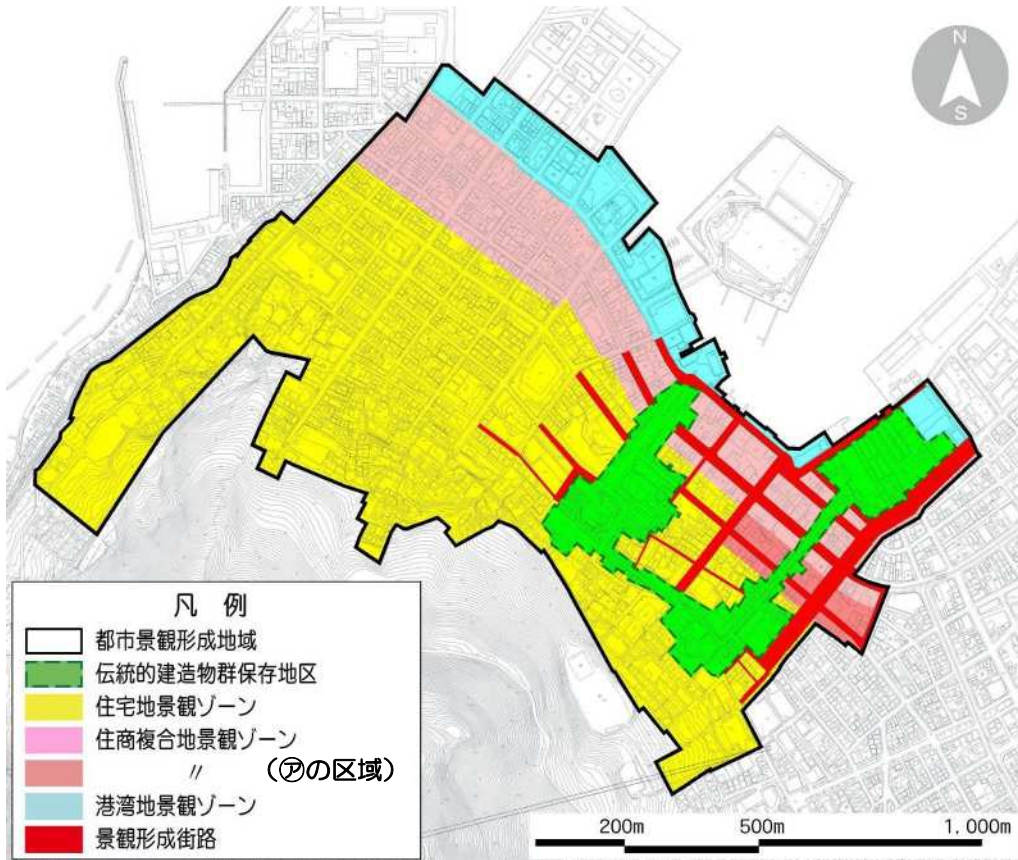 N
S
凡 例
都市景観形成地域
伝統的建造物群保存地区
住宅地景観ゾーン
住商複合地景観ゾーン
〃 (㋐の区域)
港湾地景観ゾーン
景観形成街路
200m 500m 1.000m